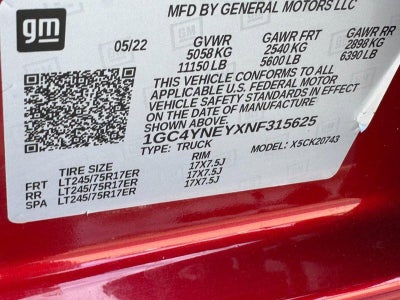 MFD BY GENERAL MOTORS LLC
gm
05/22 GVWR GAWR FRT GAWR RR
5058 KG 2540 KG 2898 KG
11150 LB 5600 LB 6390 LB
THIS VEHICLE CONFORMS TO ALL
APPLICABLE U.S. FEDERAL MOTOR
VEHICLE SAFETY STANDARDS IN EFFECT
ON THE DATE OF MANUFACTURE
SHOWN ABOVE.
1GC4YNEYXNF315625
TYPE: TRUCK MODEL: X5CK20743
TIRE SIZE RIM
FRT LT245/75R17ER 17X7.5J
RR LT245/75R17ER 17X7.5J
SPA LT245/75R17ER 17X7.5J